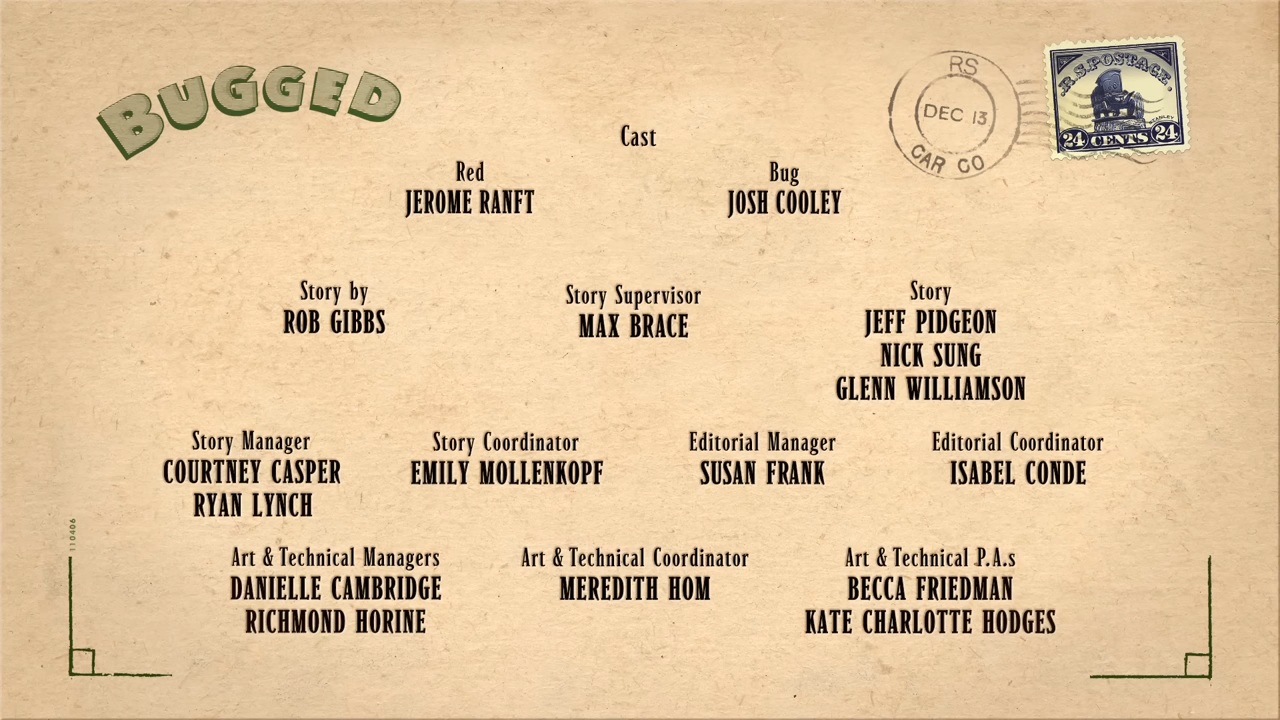 BUGGED
RS
DEC 13
CAR CO
R.S. POSTAGE
STANLEY
24 CENTS 24
Cast
Red
JEROME RANFT
Bug
JOSH COOLEY
Story by
ROB GIBBS
Story Supervisor
MAX BRACE
Story
JEFF PIDGEON
NICK SUNG
GLENN WILLIAMSON
Story Manager
COURTNEY CASPER
RYAN LYNCH
Story Coordinator
EMILY MOLLENKOPF
Editorial Manager
SUSAN FRANK
Editorial Coordinator
ISABEL CONDE
110406
Art & Technical Managers
DANIELLE CAMBRIDGE
RICHMOND HORINE
Art & Technical Coordinator
MEREDITH HOM
Art & Technical P.A.s
BECCA FRIEDMAN
KATE CHARLOTTE HODGES